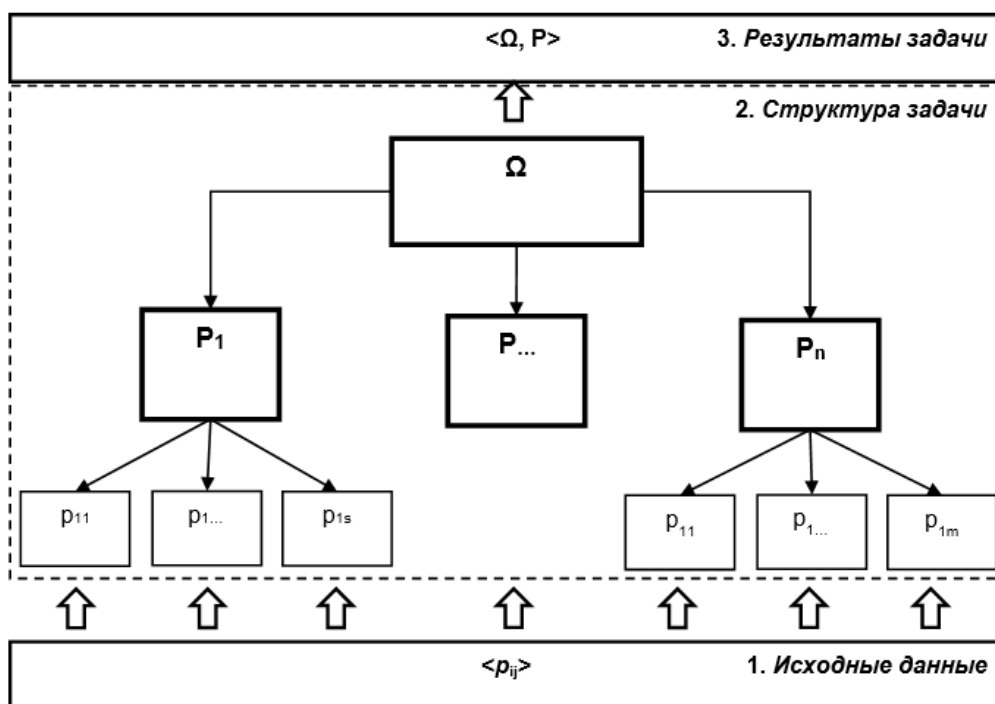 <Ω, P> 3. Результаты задачи
2. Структура задачи
Ω
P1 P... Pn
p11 p1... p1s p11 p1... p1m
<pij> 1. Исходные данные